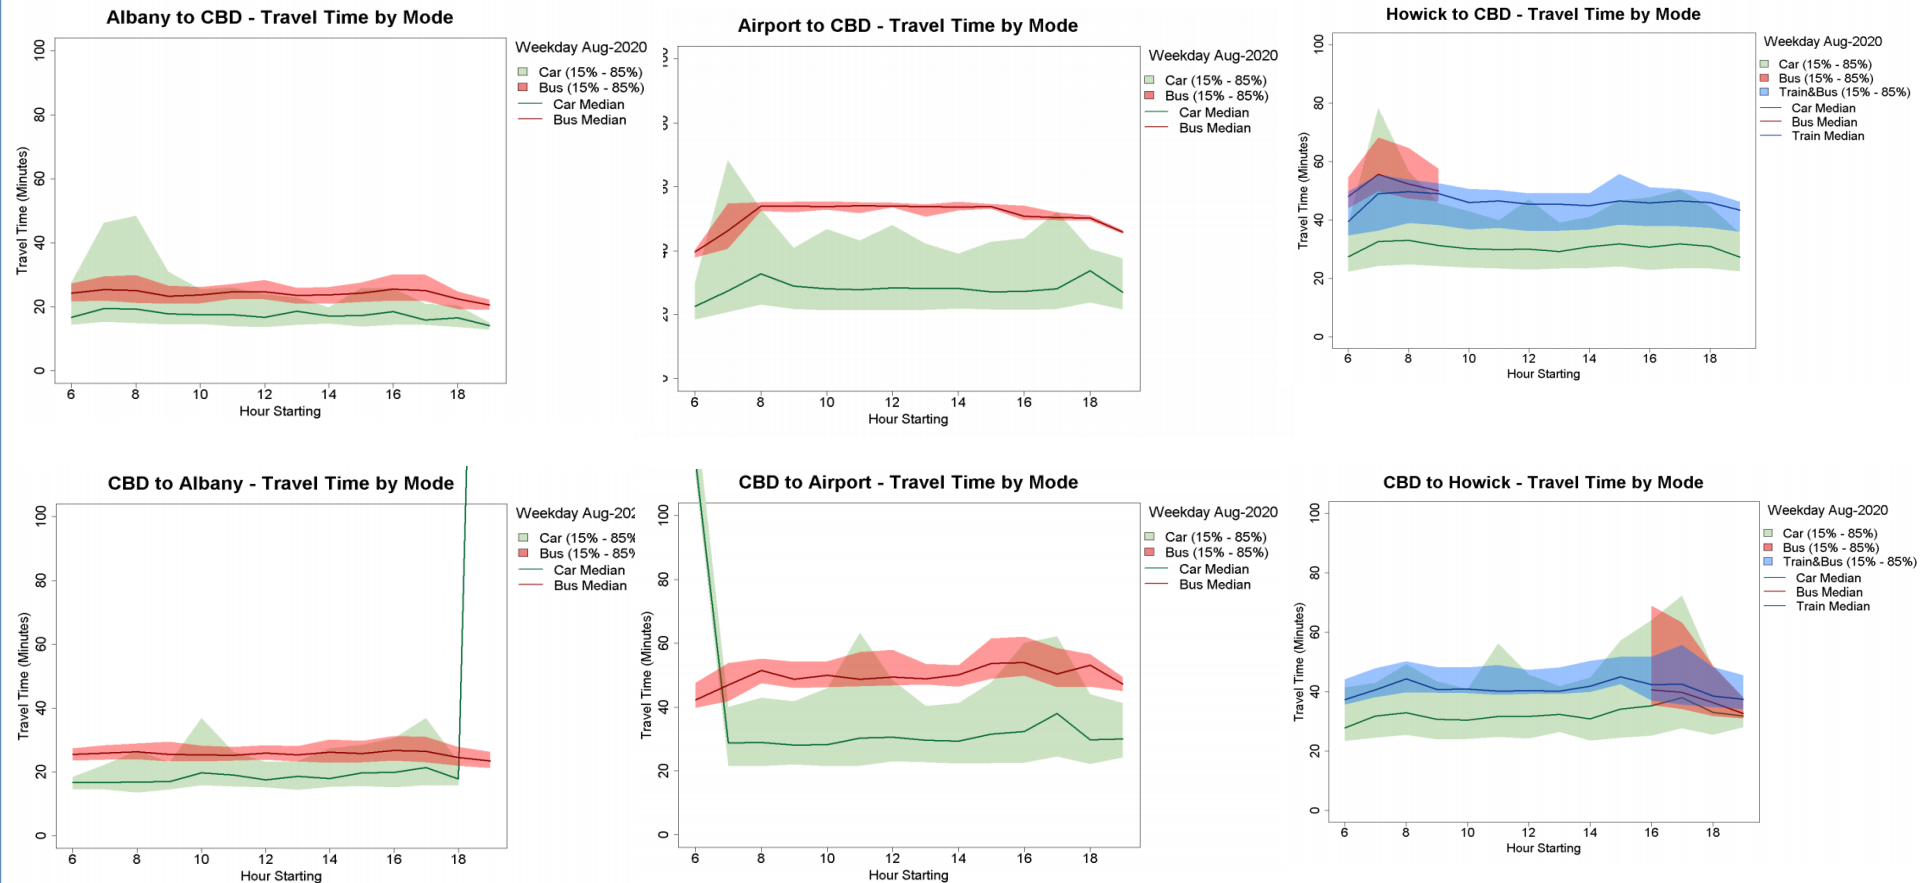 Albany to CBD - Travel Time by Mode
Weekday Aug-2020
Car (15% - 85%)
Bus (15% - 85%)
Car Median
Bus Median
Travel Time (Minutes)
100
80
60
40
20
0
6 8 10 12 14 16 18
Hour Starting
Airport to CBD - Travel Time by Mode
Weekday Aug-2020
Car (15% - 85%)
Bus (15% - 85%)
Car Median
Bus Median
6 8 10 12 14 16 18
Hour Starting
Howick to CBD - Travel Time by Mode
Weekday Aug-2020
Car (15% - 85%)
Bus (15% - 85%)
Train&Bus (15% - 85%)
Car Median
Bus Median
Train Median
Travel Time (Minutes)
100
80
60
40
20
0
6 8 10 12 14 16 18
Hour Starting
CBD to Albany - Travel Time by Mode
Weekday Aug-202
Car (15% - 85%
Bus (15% - 85%
Car Median
Bus Median
Travel Time (Minutes)
100
80
60
40
20
0
6 8 10 12 14 16 18
Hour Starting
CBD to Airport - Travel Time by Mode
Weekday Aug-2020
Car (15% - 85%)
Bus (15% - 85%)
Car Median
Bus Median
Travel Time (Minutes)
100
80
60
40
20
0
6 8 10 12 14 16 18
Hour Starting
CBD to Howick - Travel Time by Mode
Weekday Aug-2020
Car (15% - 85%)
Bus (15% - 85%)
Train&Bus (15% - 85%)
Car Median
Bus Median
Train Median
Travel Time (Minutes)
100
80
60
40
20
0
6 8 10 12 14 16 18
Hour Starting